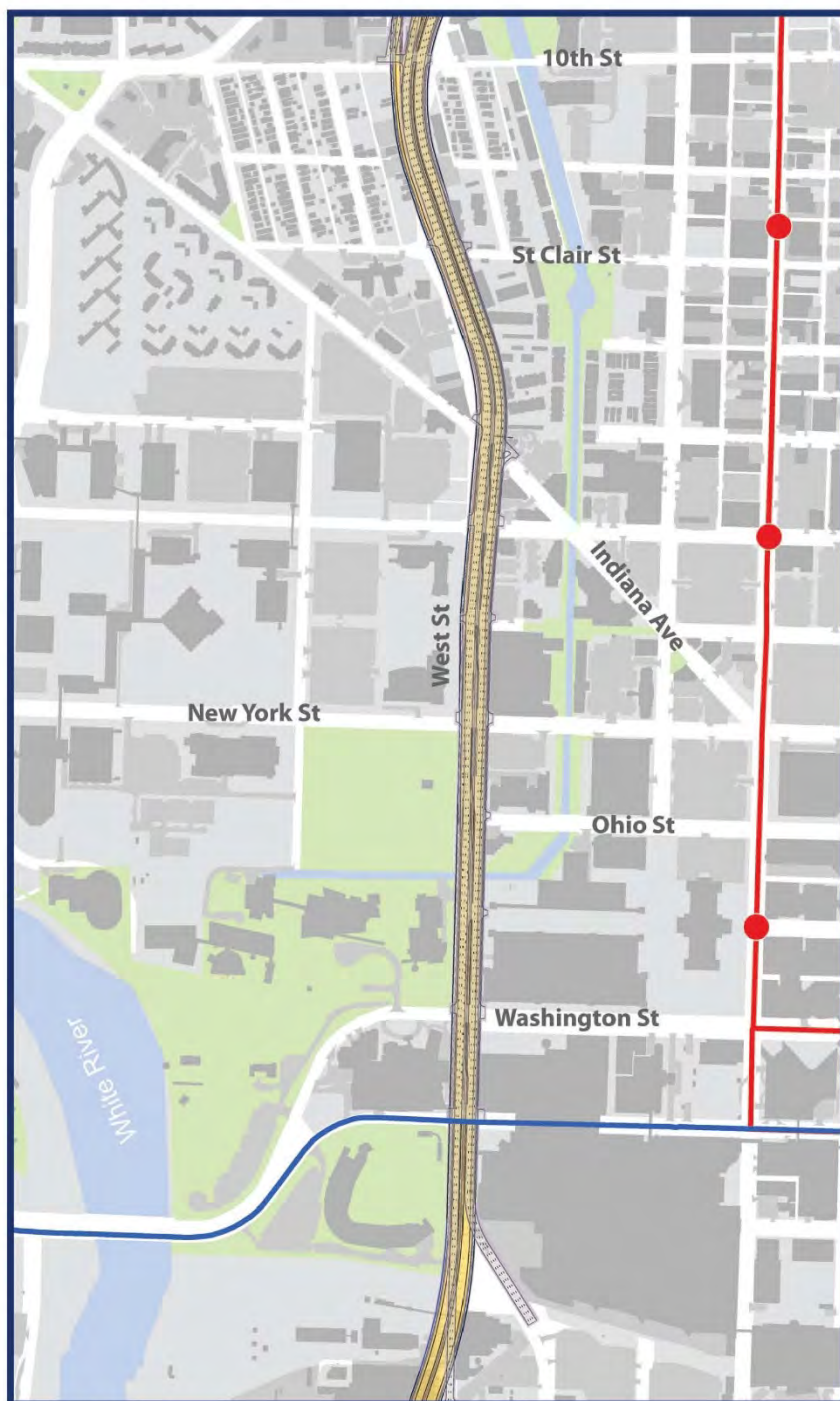 10th St
St Clair St
Indiana Ave
West St
New York St
Ohio St
Washington St
White River